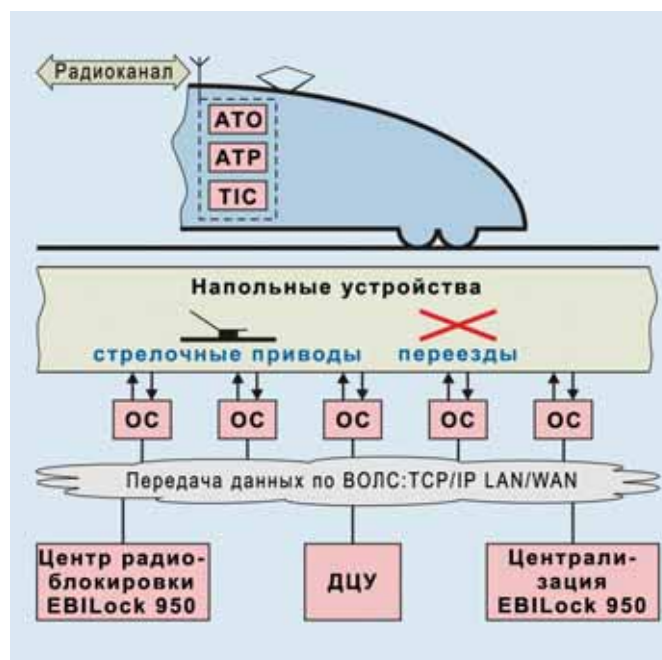 Радиоканал
АТО
АТР
TIC
Напольные устройства
стрелочные приводы
переезды
ОС ОС ОС ОС ОС
Передача данных по ВОЛС:TCP/IP LAN/WAN
Центр радио-
блокировки
EBILock 950
ДЦУ
Централи-
зация
EBILock 950